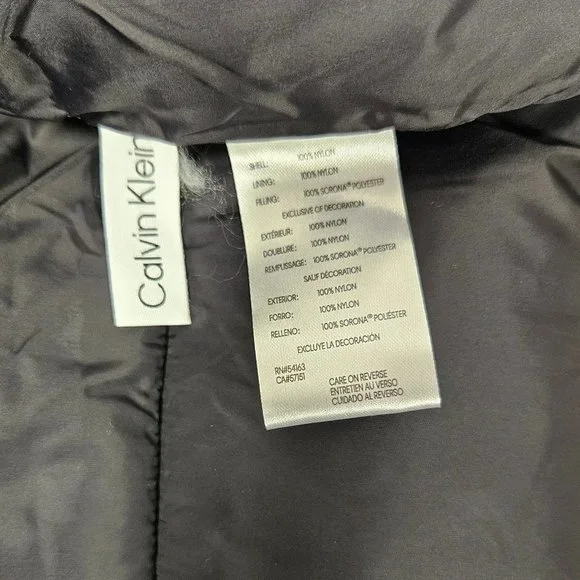 Calvin Klein
SHELL: 100% NYLON
LINING: 100% NYLON
FILLING: 100% SORONA® POLYESTER
EXCLUSIVE OF DECORATION
EXTÉRIEUR: 100% NYLON
DOUBLURE: 100% NYLON
REMPLISSAGE: 100% SORONA® POLYESTER
SAUF DÉCORATION
EXTERIOR: 100% NYLON
FORRO: 100% NYLON
RELLENO: 100% SORONA® POLIÉSTER
EXCLUYE LA DECORACIÓN
RN#54163
CA#57151
CARE ON REVERSE
ENTRETIEN AU VERSO
CUIDADO AL REVERSO